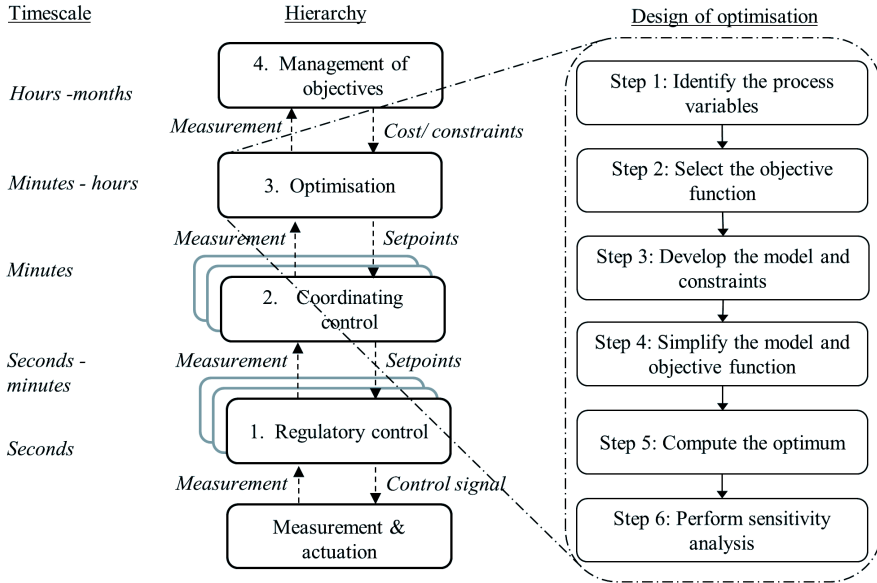 Timescale
Hierarchy
Design of optimisation
Hours -months
Minutes - hours
Minutes
Seconds -
minutes
Seconds
4. Management of
objectives
Measurement
Cost/ constraints
3. Optimisation
Measurement
Setpoints
2. Coordinating
control
Measurement
Setpoints
1. Regulatory control
Measurement
Control signal
Measurement &
actuation
Step 1: Identify the process
variables
Step 2: Select the objective
function
Step 3: Develop the model and
constraints
Step 4: Simplify the model and
objective function
Step 5: Compute the optimum
Step 6: Perform sensitivity
analysis